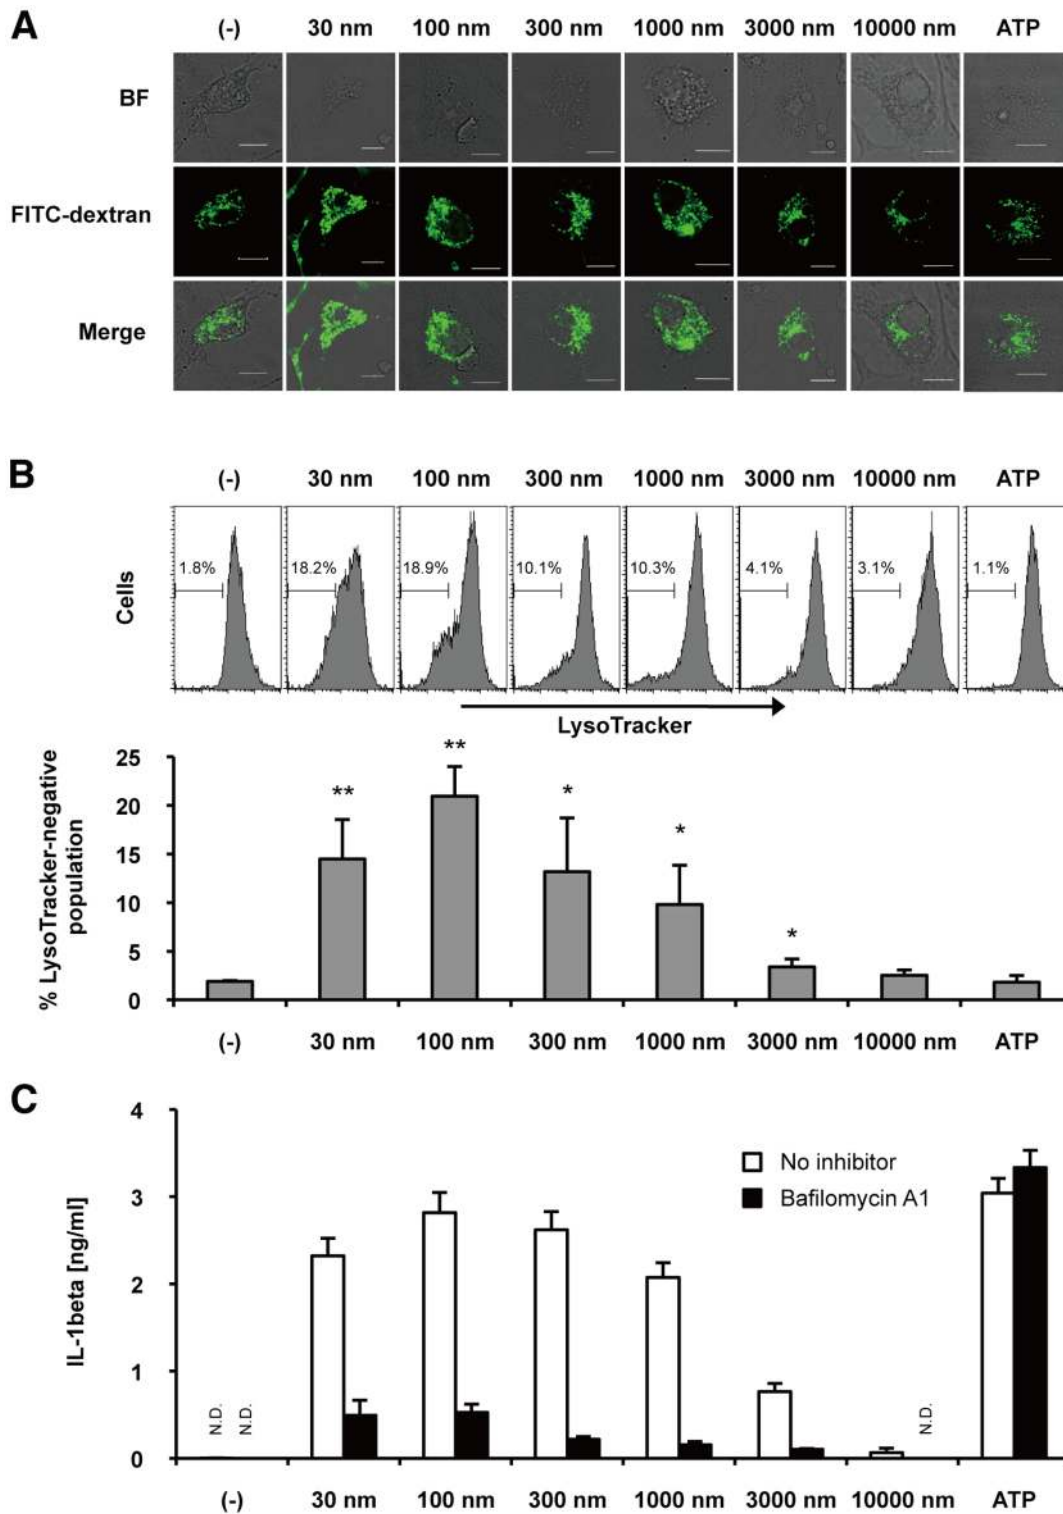 A
(-) 30 nm 100 nm 300 nm 1000 nm 3000 nm 10000 nm ATP
BF
FITC-dextran
Merge
B
(-) 30 nm 100 nm 300 nm 1000 nm 3000 nm 10000 nm ATP
Cells
1.8% 18.2% 18.9% 10.1% 10.3% 4.1% 3.1% 1.1%
LysoTracker
% LysoTracker-negative
population
25
20
15
10
5
0
** ** * * *
(-) 30 nm 100 nm 300 nm 1000 nm 3000 nm 10000 nm ATP
C
IL-1beta [ng/ml]
4
3
2
1
0
No inhibitor
Bafilomycin A1
N.D. N.D. N.D.
(-) 30 nm 100 nm 300 nm 1000 nm 3000 nm 10000 nm ATP